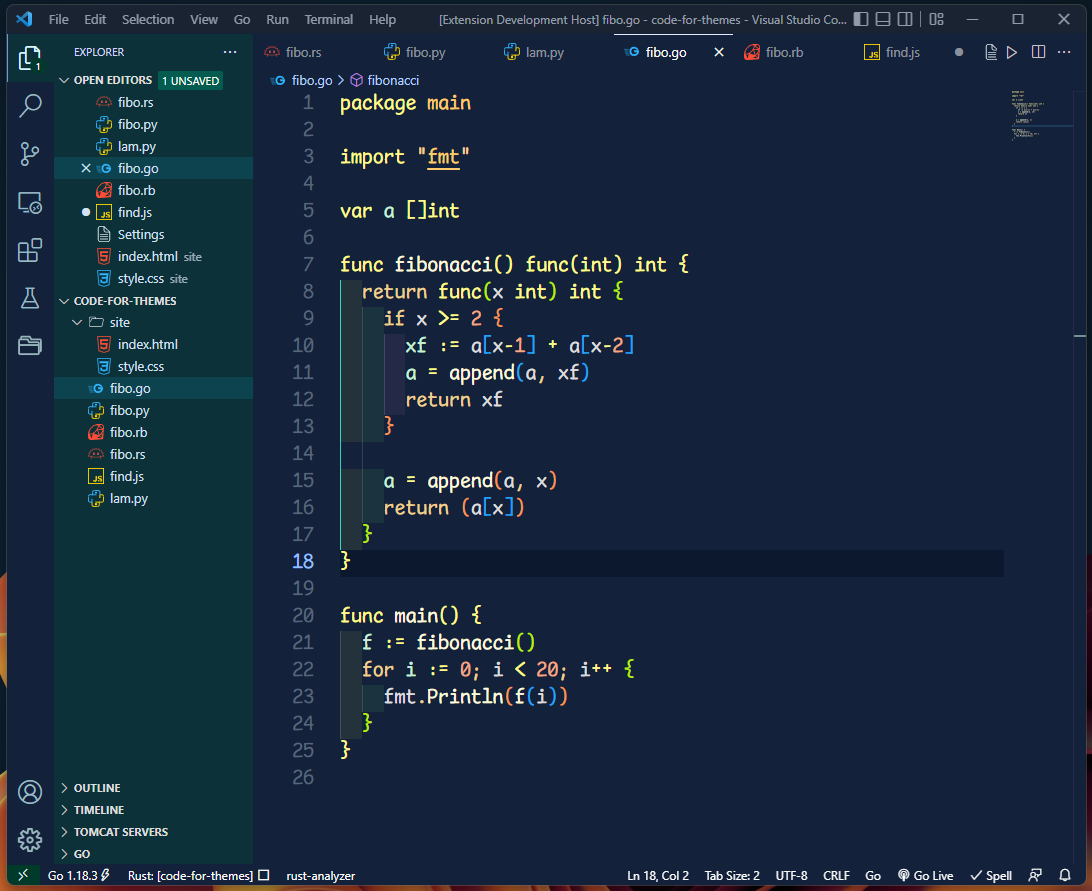 File Edit Selection View Go Run Terminal Help [Extension Development Host] fibo.go - code-for-themes - Visual Studio Co...
EXPLORER
OPEN EDITORS 1 UNSAVED
fibo.rs
fibo.py
lam.py
fibo.go
fibo.rb
JS find.js
Settings
index.html site
style.css site
CODE-FOR-THEMES
site
index.html
style.css
fibo.go
fibo.py
fibo.rb
fibo.rs
JS find.js
lam.py
OUTLINE
TIMELINE
TOMCAT SERVERS
GO
1
fibo.rs fibo.py lam.py fibo.go fibo.rb JS find.js
fibo.go > fibonacci
1 package main
2
3 import "fmt"
4
5 var a []int
6
7 func fibonacci() func(int) int {
8 return func(x int) int {
9 if x >= 2 {
10 xf := a[x-1] + a[x-2]
11 a = append(a, xf)
12 return xf
13 }
14
15 a = append(a, x)
16 return (a[x])
17 }
18 }
19
20 func main() {
21 f := fibonacci()
22 for i := 0; i < 20; i++ {
23 fmt.Println(f(i))
24 }
25 }
26
Go 1.18.3 Rust: [code-for-themes] rust-analyzer Ln 18, Col 2 Tab Size: 2 UTF-8 CRLF Go Go Live Spell